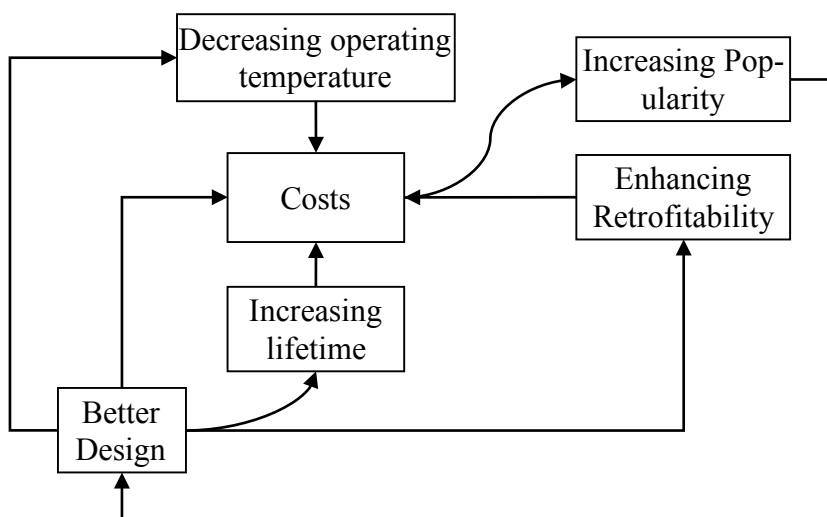 Decreasing operating
temperature
Increasing Pop-
ularity
Costs
Enhancing
Retrofitability
Increasing
lifetime
Better
Design